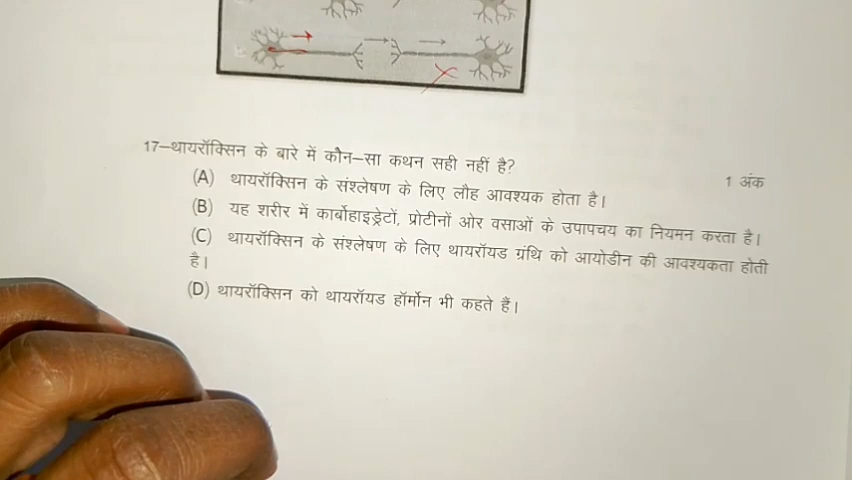 17–थायरॉक्सिन के बारे में कौन–सा कथन सही नहीं है?
1 अंक
(A) थायरॉक्सिन के संश्लेषण के लिए लौह आवश्यक होता है।
(B) यह शरीर में कार्बोहाइड्रेटों, प्रोटीनों ओर वसाओं के उपापचय का नियमन करता है।
(C) थायरॉक्सिन के संश्लेषण के लिए थायरॉयड ग्रंथि को आयोडीन की आवश्यकता होती
है।
(D) थायरॉक्सिन को थायरॉयड हॉर्मोन भी कहते हैं।